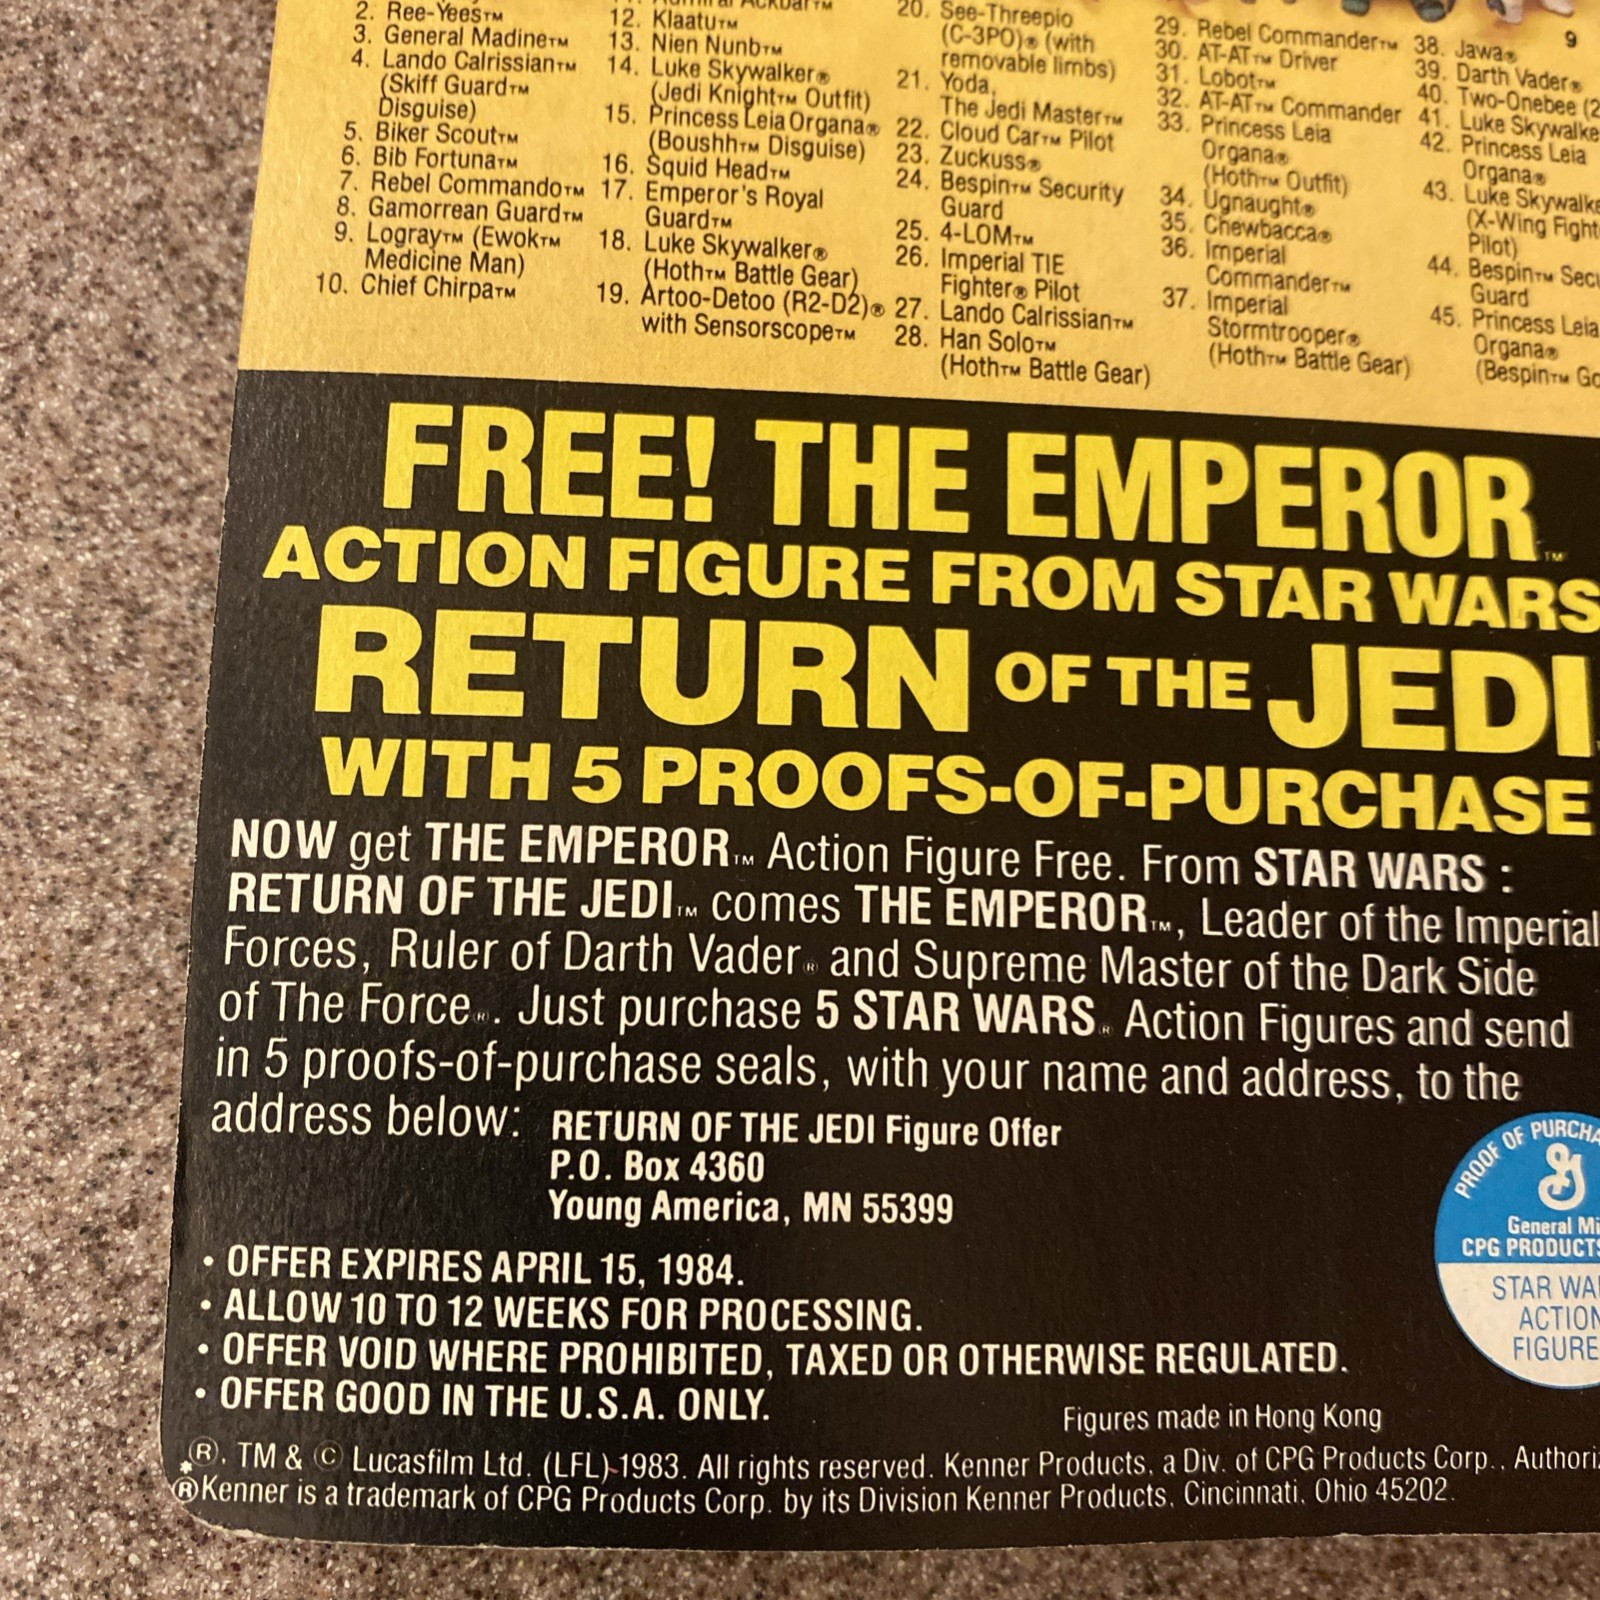 2. Ree-Yees™
3. General Madine™
4. Lando Calrissian™
(Skiff Guard™
Disguise)
5. Biker Scout™
6. Bib Fortuna™
7. Rebel Commando™
8. Gamorrean Guard™
9. Logray™ (Ewok™
Medicine Man)
10. Chief Chirpa™
Ackbar™
12. Klaatu™
13. Nien Nunb™
14. Luke Skywalker®
(Jedi Knight™ Outfit)
15. Princess Leia Organa®
(Boushh™ Disguise)
16. Squid Head™
17. Emperor's Royal
Guard™
18. Luke Skywalker®
(Hoth™ Battle Gear)
19. Artoo-Detoo (R2-D2)®
with Sensorscope™
20. See-Threepio
(C-3PO)® (with
removable limbs)
21. Yoda,
The Jedi Master™
22. Cloud Car™ Pilot
23. Zuckuss®
24. Bespin™ Security
Guard
25. 4-LOM™
26. Imperial TIE
Fighter® Pilot
27. Lando Calrissian™
28. Han Solo™
(Hoth™ Battle Gear)
29. Rebel Commander™
30. AT-AT™ Driver
31. Lobot™
32. AT-AT™ Commander
33. Princess Leia
Organa®
(Hoth™ Outfit)
34. Ugnaught®
35. Chewbacca®
36. Imperial
Commander™
37. Imperial
Stormtrooper®
(Hoth™ Battle Gear)
9
38. Jawa®
39. Darth Vader®
40. Two-Onebee (2
41. Luke Skywalke
42. Princess Leia
Organa®
43. Luke Skywalke
(X-Wing Fight
Pilot)
44. Bespin™ Secu
Guard
45. Princess Leia
Organa®
(Bespin™ Go
FREE! THE EMPEROR™
ACTION FIGURE FROM STAR WARS
RETURN OF THE JEDI
WITH 5 PROOFS-OF-PURCHASE
NOW get THE EMPEROR™ Action Figure Free. From STAR WARS :
RETURN OF THE JEDI™ comes THE EMPEROR™, Leader of the Imperial
Forces, Ruler of Darth Vader® and Supreme Master of the Dark Side
of The Force®. Just purchase 5 STAR WARS® Action Figures and send
in 5 proofs-of-purchase seals, with your name and address, to the
address below:
RETURN OF THE JEDI Figure Offer
P.O. Box 4360
Young America, MN 55399
• OFFER EXPIRES APRIL 15, 1984.
• ALLOW 10 TO 12 WEEKS FOR PROCESSING.
• OFFER VOID WHERE PROHIBITED, TAXED OR OTHERWISE REGULATED.
• OFFER GOOD IN THE U.S.A. ONLY.
PROOF OF PURCHA
G
General Mi
CPG PRODUCTS
STAR WA
ACTION
FIGURE
Figures made in Hong Kong
®, TM & © Lucasfilm Ltd. (LFL) 1983. All rights reserved. Kenner Products, a Div. of CPG Products Corp., Authoriz
*®Kenner is a trademark of CPG Products Corp. by its Division Kenner Products, Cincinnati, Ohio 45202.